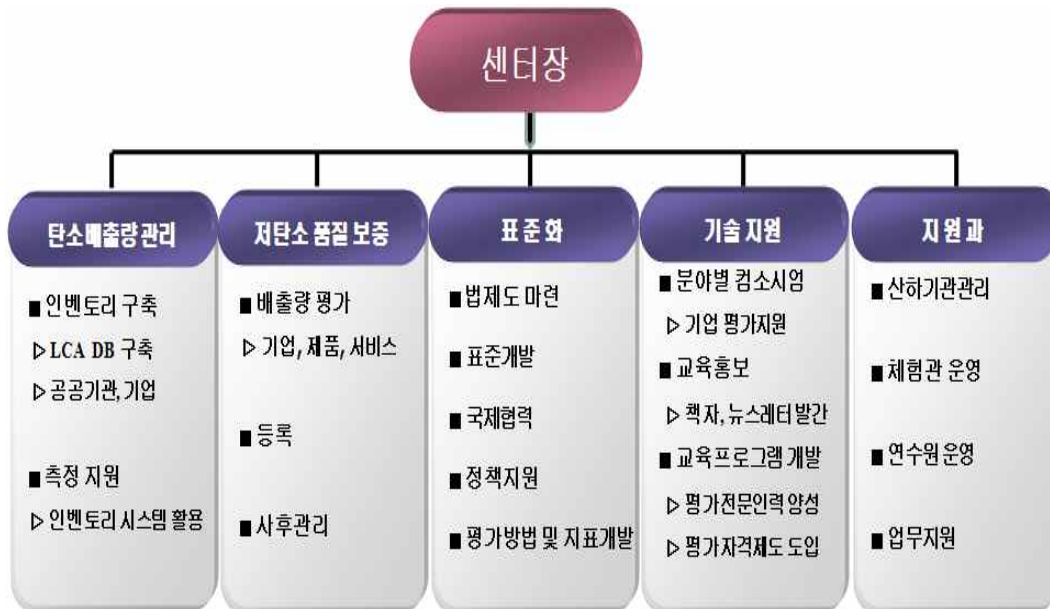 센터장
탄소배출량 관리
■ 인벤토리 구축
▷ LCA DB 구축
▷ 공공기관, 기업
■ 측정 지원
▷ 인벤토리 시스템 활용
저탄소 품질 보증
■ 배출량 평가
▷ 기업, 제품, 서비스
■ 등록
■ 사후관리
표준화
■ 법제도 마련
■ 표준개발
■ 국제협력
■ 정책지원
■ 평가방법 및 지표개발
기술 지원
■ 분야별 컴소시엄
▷ 기업 평가지원
■ 교육홍보
▷ 책자, 뉴스레터 발간
■ 교육 프로그램 개발
▷ 평가전문인력 양성
▷ 평가자격제도 도입
지원과
■ 산하기관관리
■ 체험관 운영
■ 연수원 운영
■ 업무지원